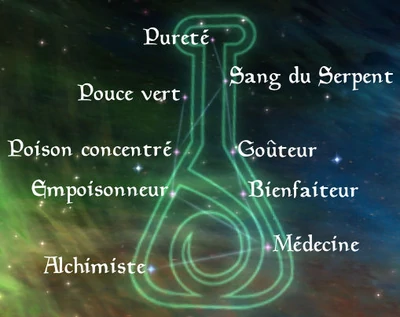 Pureté
Sang du Serpent
Pouce vert
Poison concentré
Goûteur
Empoisonneur
Bienfaiteur
Médecine
Alchimiste